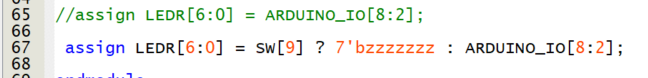 65 //assign LEDR[6:0] = ARDUINO_IO[8:2];
66
67 assign LEDR[6:0] = SW[9] ? 7'bzzzzzzz : ARDUINO_IO[8:2];
68